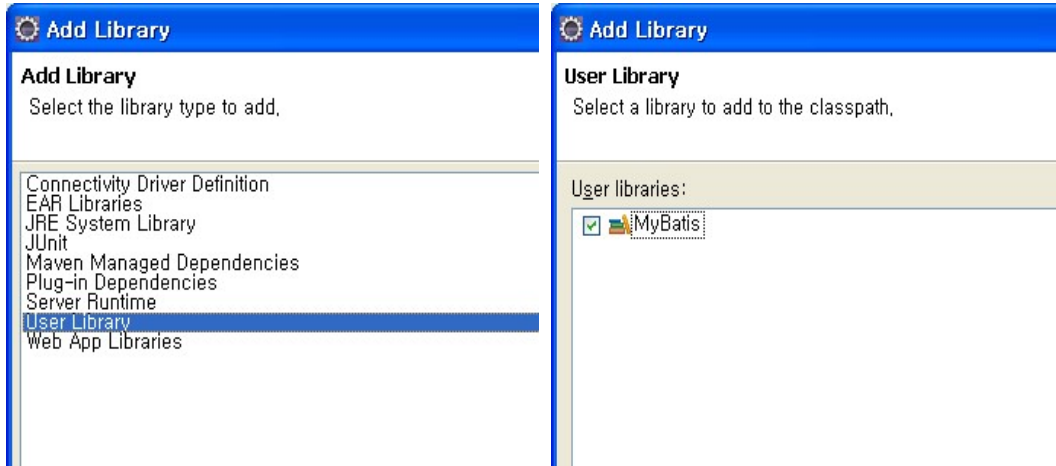 Add Library
Add Library
Select the library type to add,
Connectivity Driver Definition
EAR Libraries
JRE System Library
JUnit
Maven Managed Dependencies
Plug-in Dependencies
Server Runtime
User Library
Web App Libraries
Add Library
User Library
Select a library to add to the classpath,
User libraries:
MyBatis